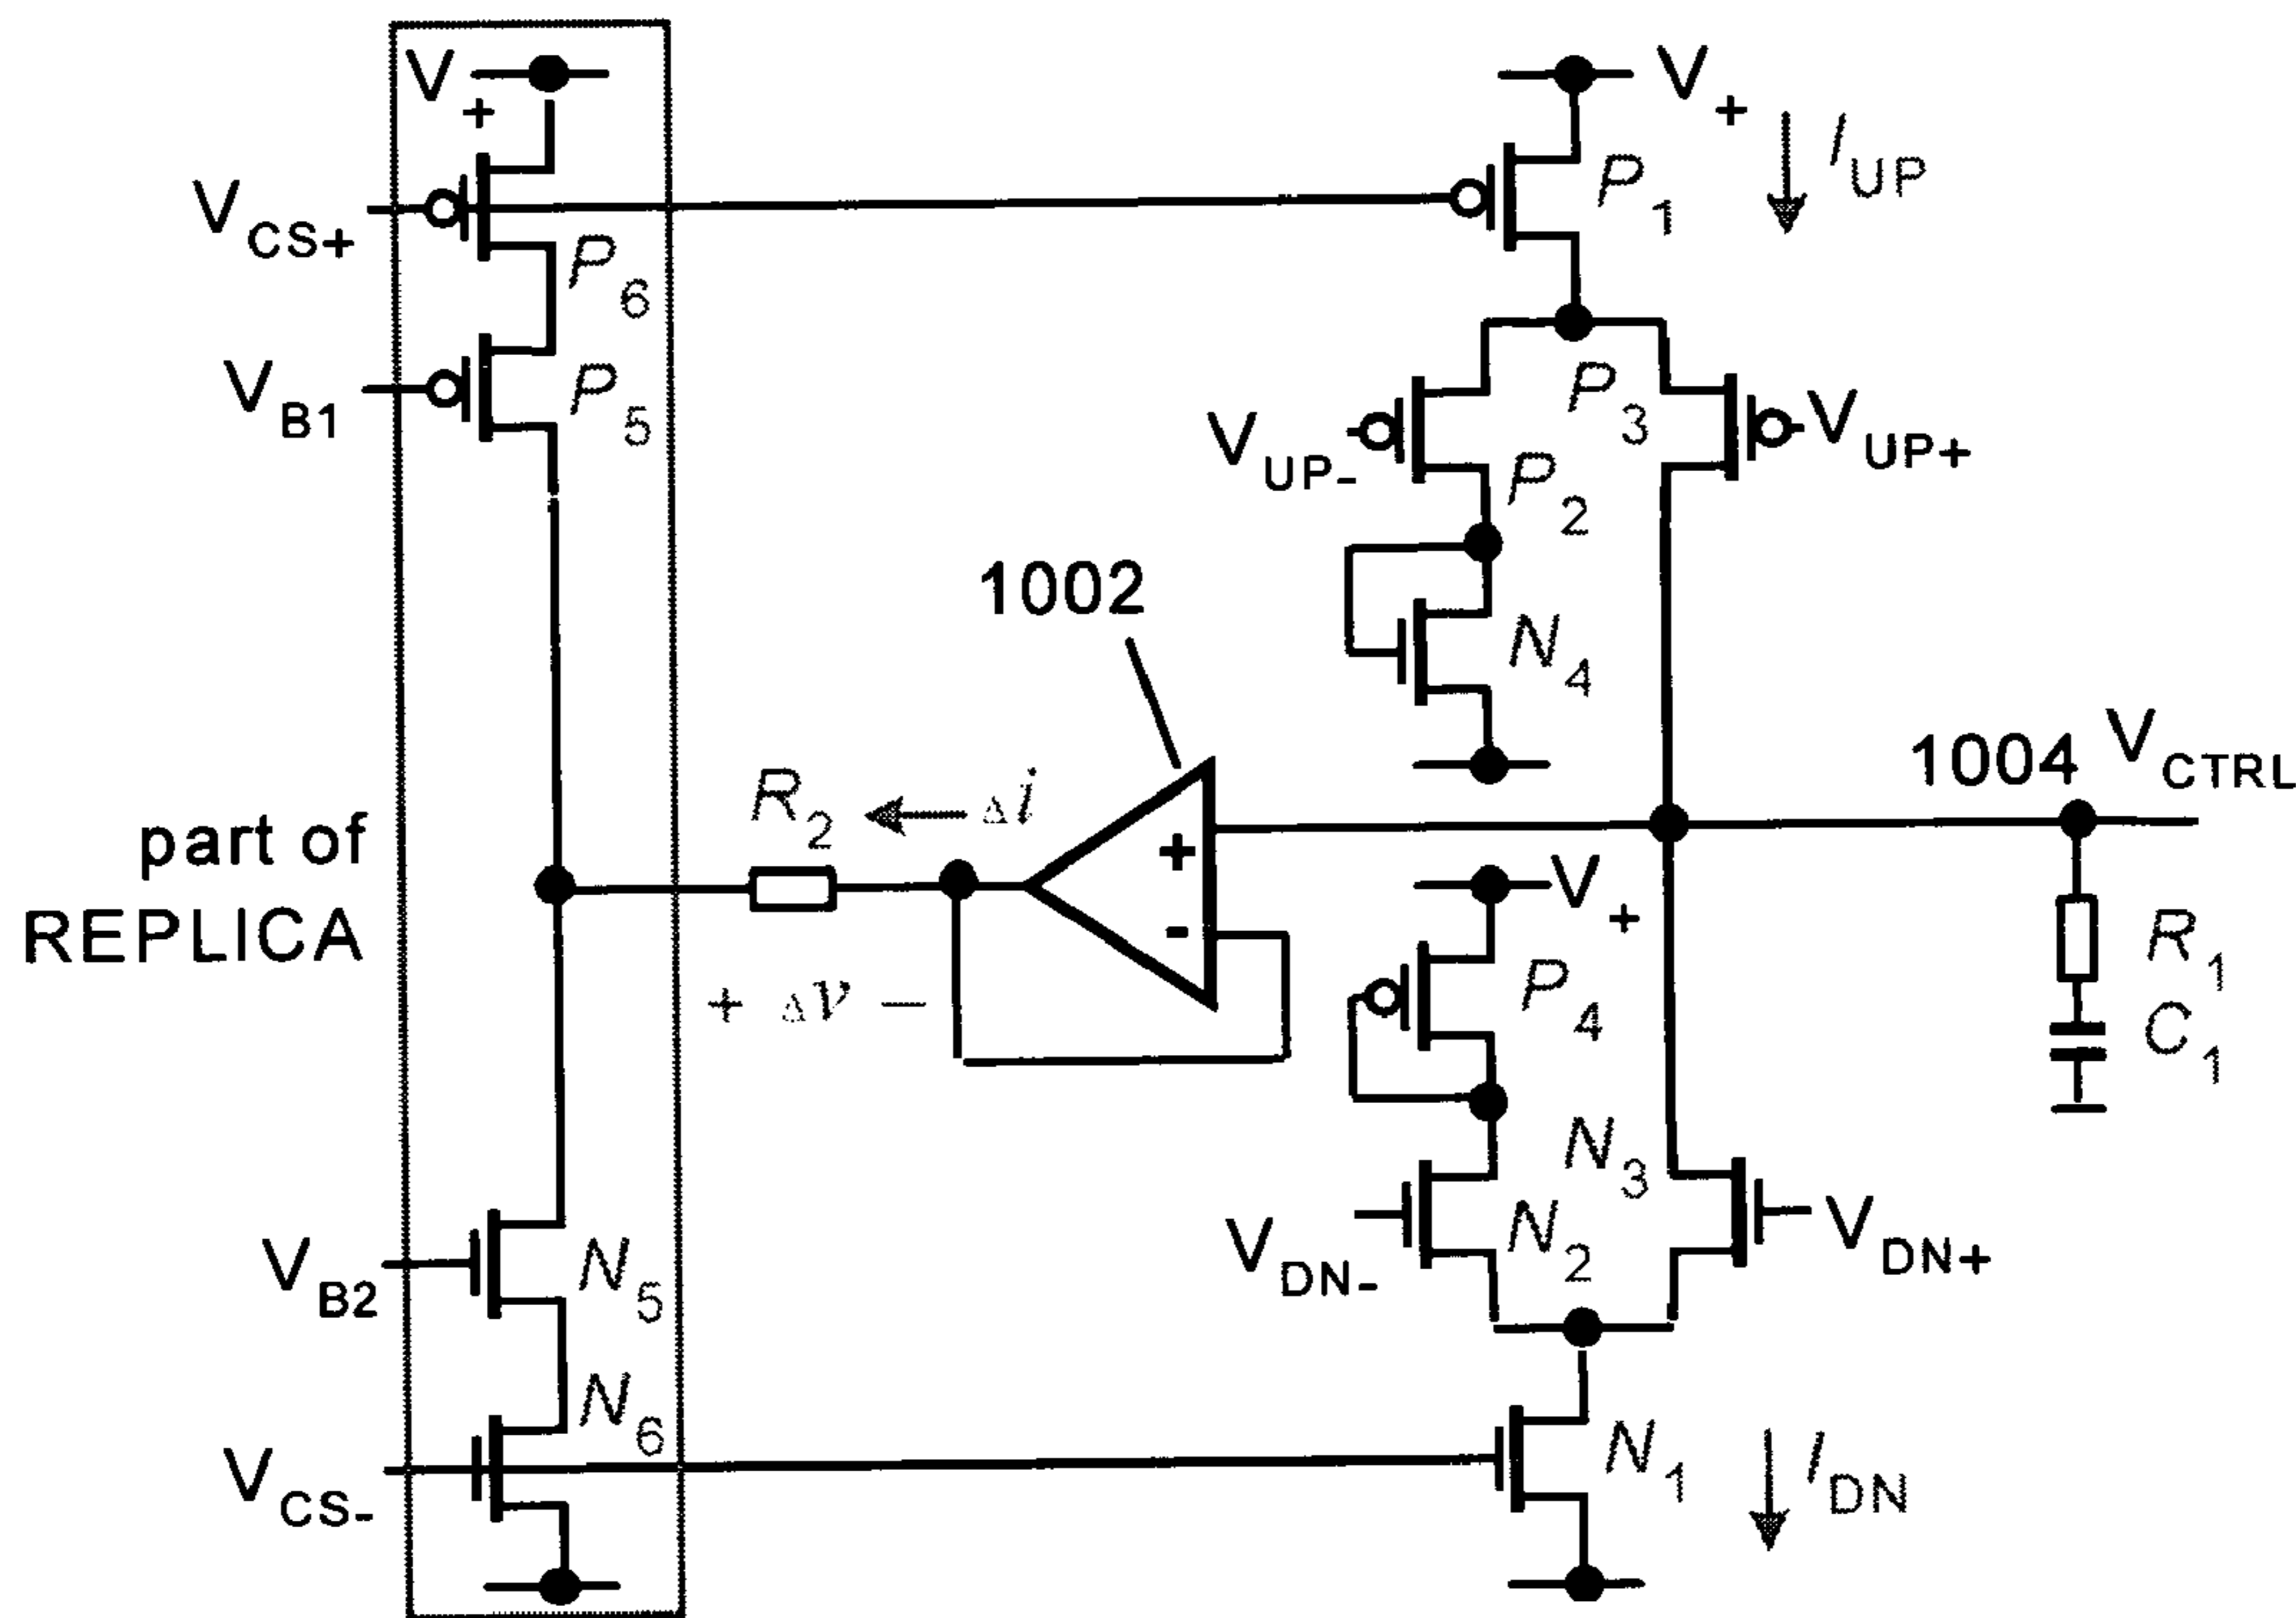 V+
V+
IUP
P1
VCS+
P6
VB1
P5
VUP-
P3
VUP+
P2
1002
N4
1004
VCTRL
R2
Δi
part of
REPLICA
+
V+
R1
-
+ Δv –
P4
C1
N3
VB2
N5
VDN-
N2
VDN+
N6
VCS-
N1
IDN